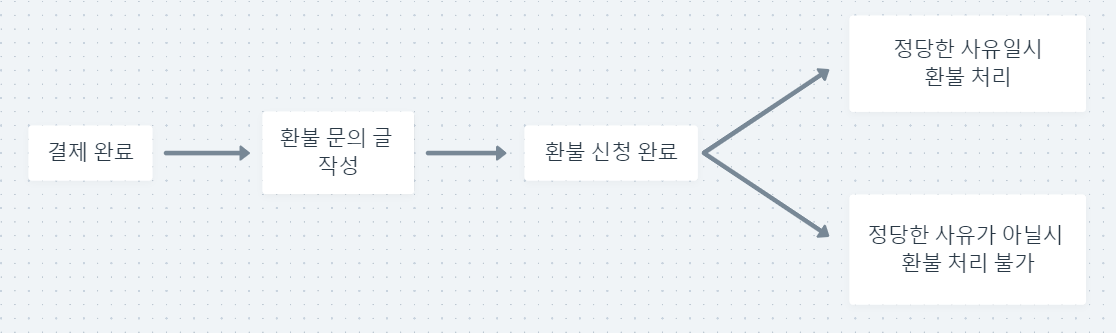 결제 완료
환불 문의 글
작성
환불 신청 완료
정당한 사유일시
환불 처리
정당한 사유가 아닐시
환불 처리 불가